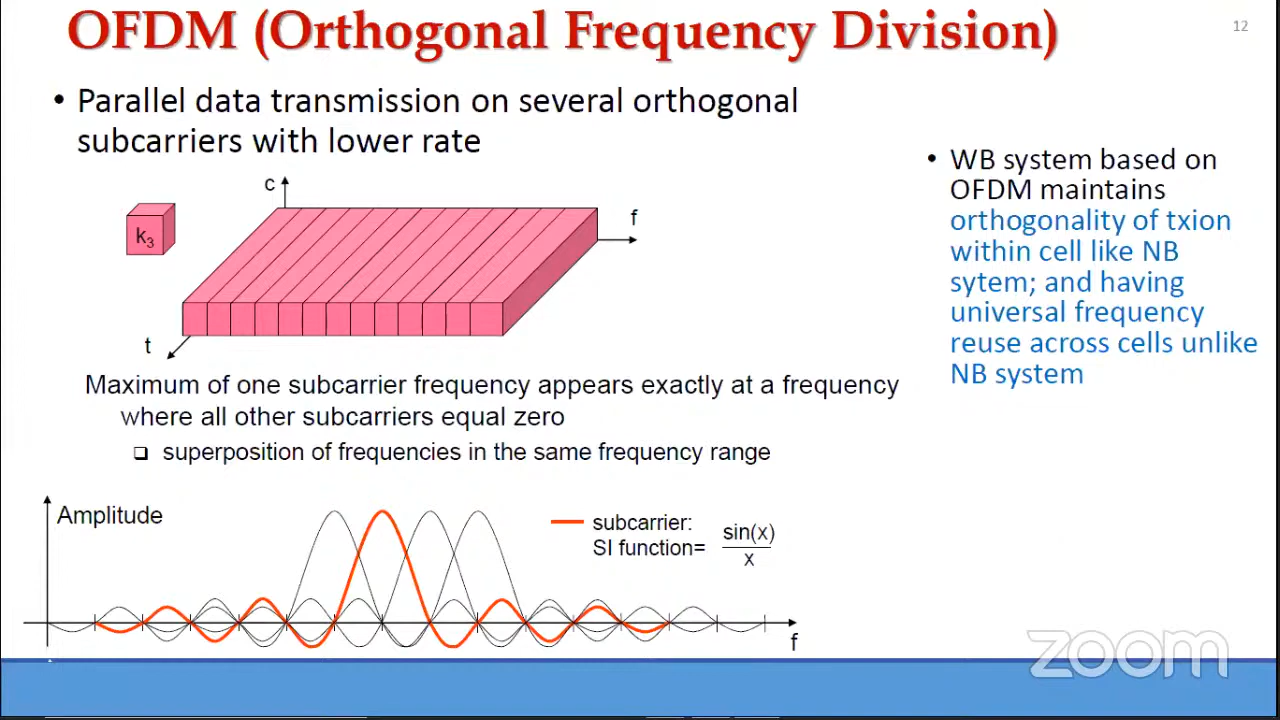 OFDM (Orthogonal Frequency Division)
12
• Parallel data transmission on several orthogonal
subcarriers with lower rate
c
f
k3
t
Maximum of one subcarrier frequency appears exactly at a frequency
where all other subcarriers equal zero
❑ superposition of frequencies in the same frequency range
Amplitude
subcarrier:
SI function= sin(x)
x
f
• WB system based on
OFDM maintains
orthogonality of txion
within cell like NB
sytem; and having
universal frequency
reuse across cells unlike
NB system
zoom